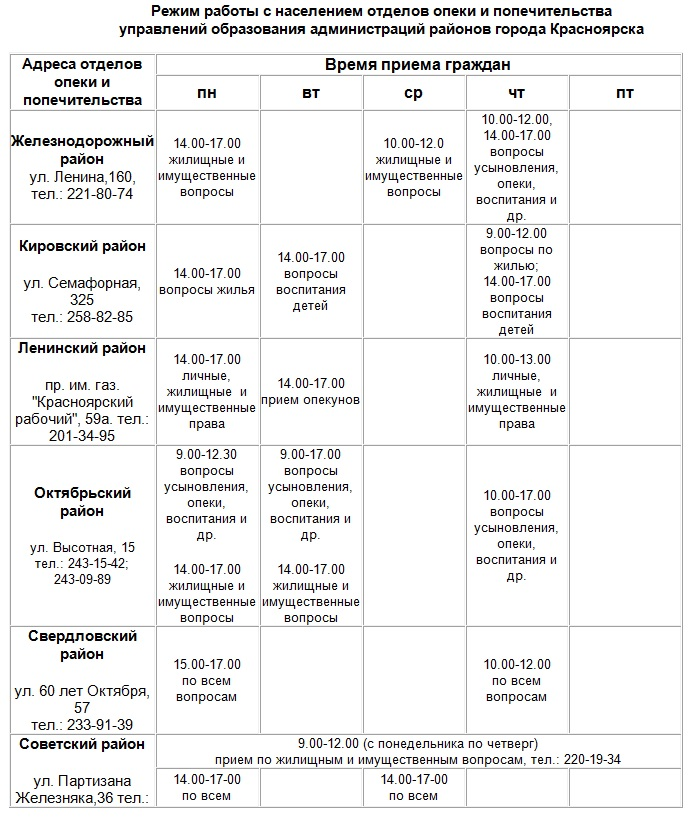 Режим работы с населением отделов опеки и попечительства
управлений образования администраций районов города Красноярска
Адреса отделов
опеки и
попечительства
Время приема граждан
пн
вт
ср
чт
пт
Железнодорожный
район
ул. Ленина,160,
тел.: 221-80-74
14.00-17.00
жилищные и
имущественные
вопросы
10.00-12.0
жилищные и
имущественные
вопросы
10.00-12.00,
14.00-17.00
вопросы
усыновления,
опеки,
воспитания и
др.
Кировский район
ул. Семафорная,
325
тел.: 258-82-85
14.00-17.00
вопросы жилья
14.00-17.00
вопросы
воспитания
детей
9.00-12.00
вопросы по
жилью;
14.00-17.00
вопросы
воспитания
детей
Ленинский район
пр. им. газ.
"Красноярский
рабочий", 59а. тел.:
201-34-95
14.00-17.00
личные,
жилищные и
имущественные
права
14.00-17.00
прием опекунов
10.00-13.00
личные,
жилищные и
имущественные
права
Октябрьский
район
ул. Высотная, 15
тел.: 243-15-42;
243-09-89
9.00-12.30
вопросы
усыновления,
опеки,
воспитания и
др.
14.00-17.00
жилищные и
имущественные
вопросы
9.00-17.00
вопросы
усыновления,
опеки,
воспитания и
др.
14.00-17.00
жилищные и
имущественные
вопросы
10.00-17.00
вопросы
усыновления,
опеки,
воспитания и
др.
Свердловский
район
ул. 60 лет Октября,
57
тел.: 233-91-39
15.00-17.00
по всем
вопросам
10.00-12.00
по всем
вопросам
Советский район
ул. Партизана
Железняка,36 тел.:
9.00-12.00 (с понедельника по четверг)
прием по жилищным и имущественным вопросам, тел.: 220-19-34
14.00-17-00
по всем
14.00-17-00
по всем